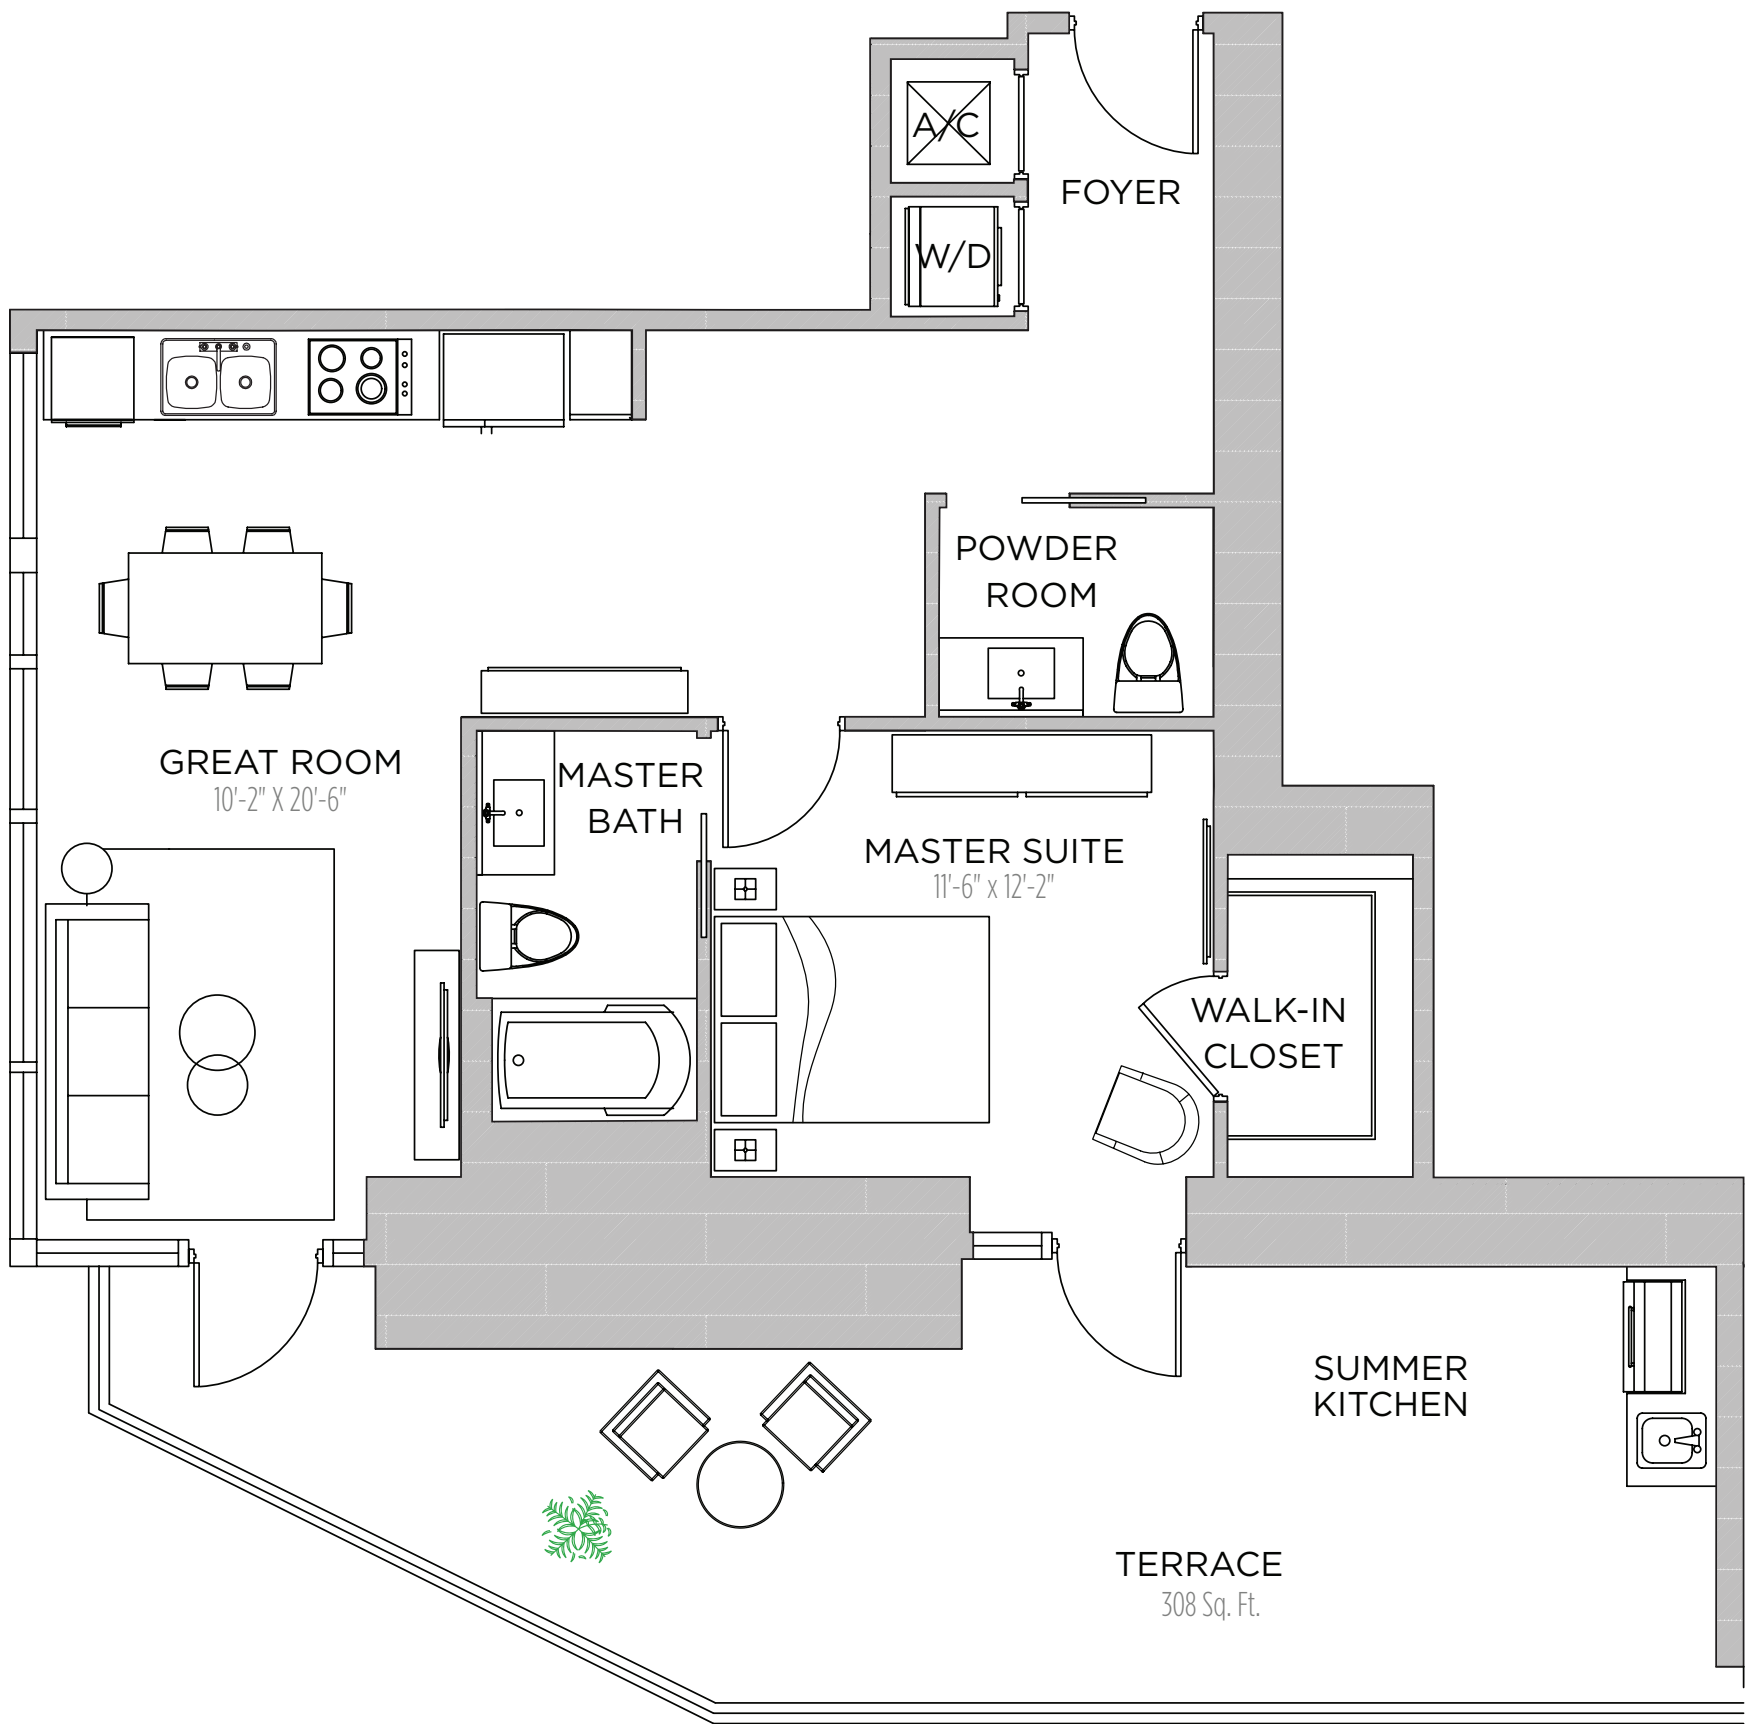 A/C
FOYER
W/D
POWDER
ROOM
GREAT ROOM
10'-2" X 20'-6"
MASTER
BATH
MASTER SUITE
11'-6" x 12'-2"
WALK-IN
CLOSET
SUMMER
KITCHEN
TERRACE
308 Sq. Ft.